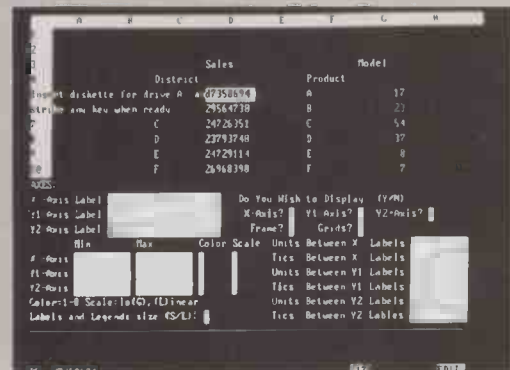 A B C D E F G H
2
Sales Model
District Product
Insert diskette for drive A a 87358694 A 17
Strike any key when ready 29564738 B 23
7 C 24726351 C 54
D 23793748 D 37
E 24729114 E 8
F 26968398 F 7
AXES:
X -Axis Label Do You Wish to Display (Y/N)
Y1 Axis Label X-Axis? Y1 Axis? Y2-Axis?
Y2 Axis Label Frame? Grids?
Min Max Color Scale Units Between X Labels
X -Axis Tics Between X Labels
Y1-Axis Units Between Y1 Labels
Y2-Axis Tics Between Y1 Labels
Color:1-8 Scale:lo(G),(L)inear Units Between Y2 Labels
Labels and Legends size (S/L): Tics Between Y2 Lables
EDIT